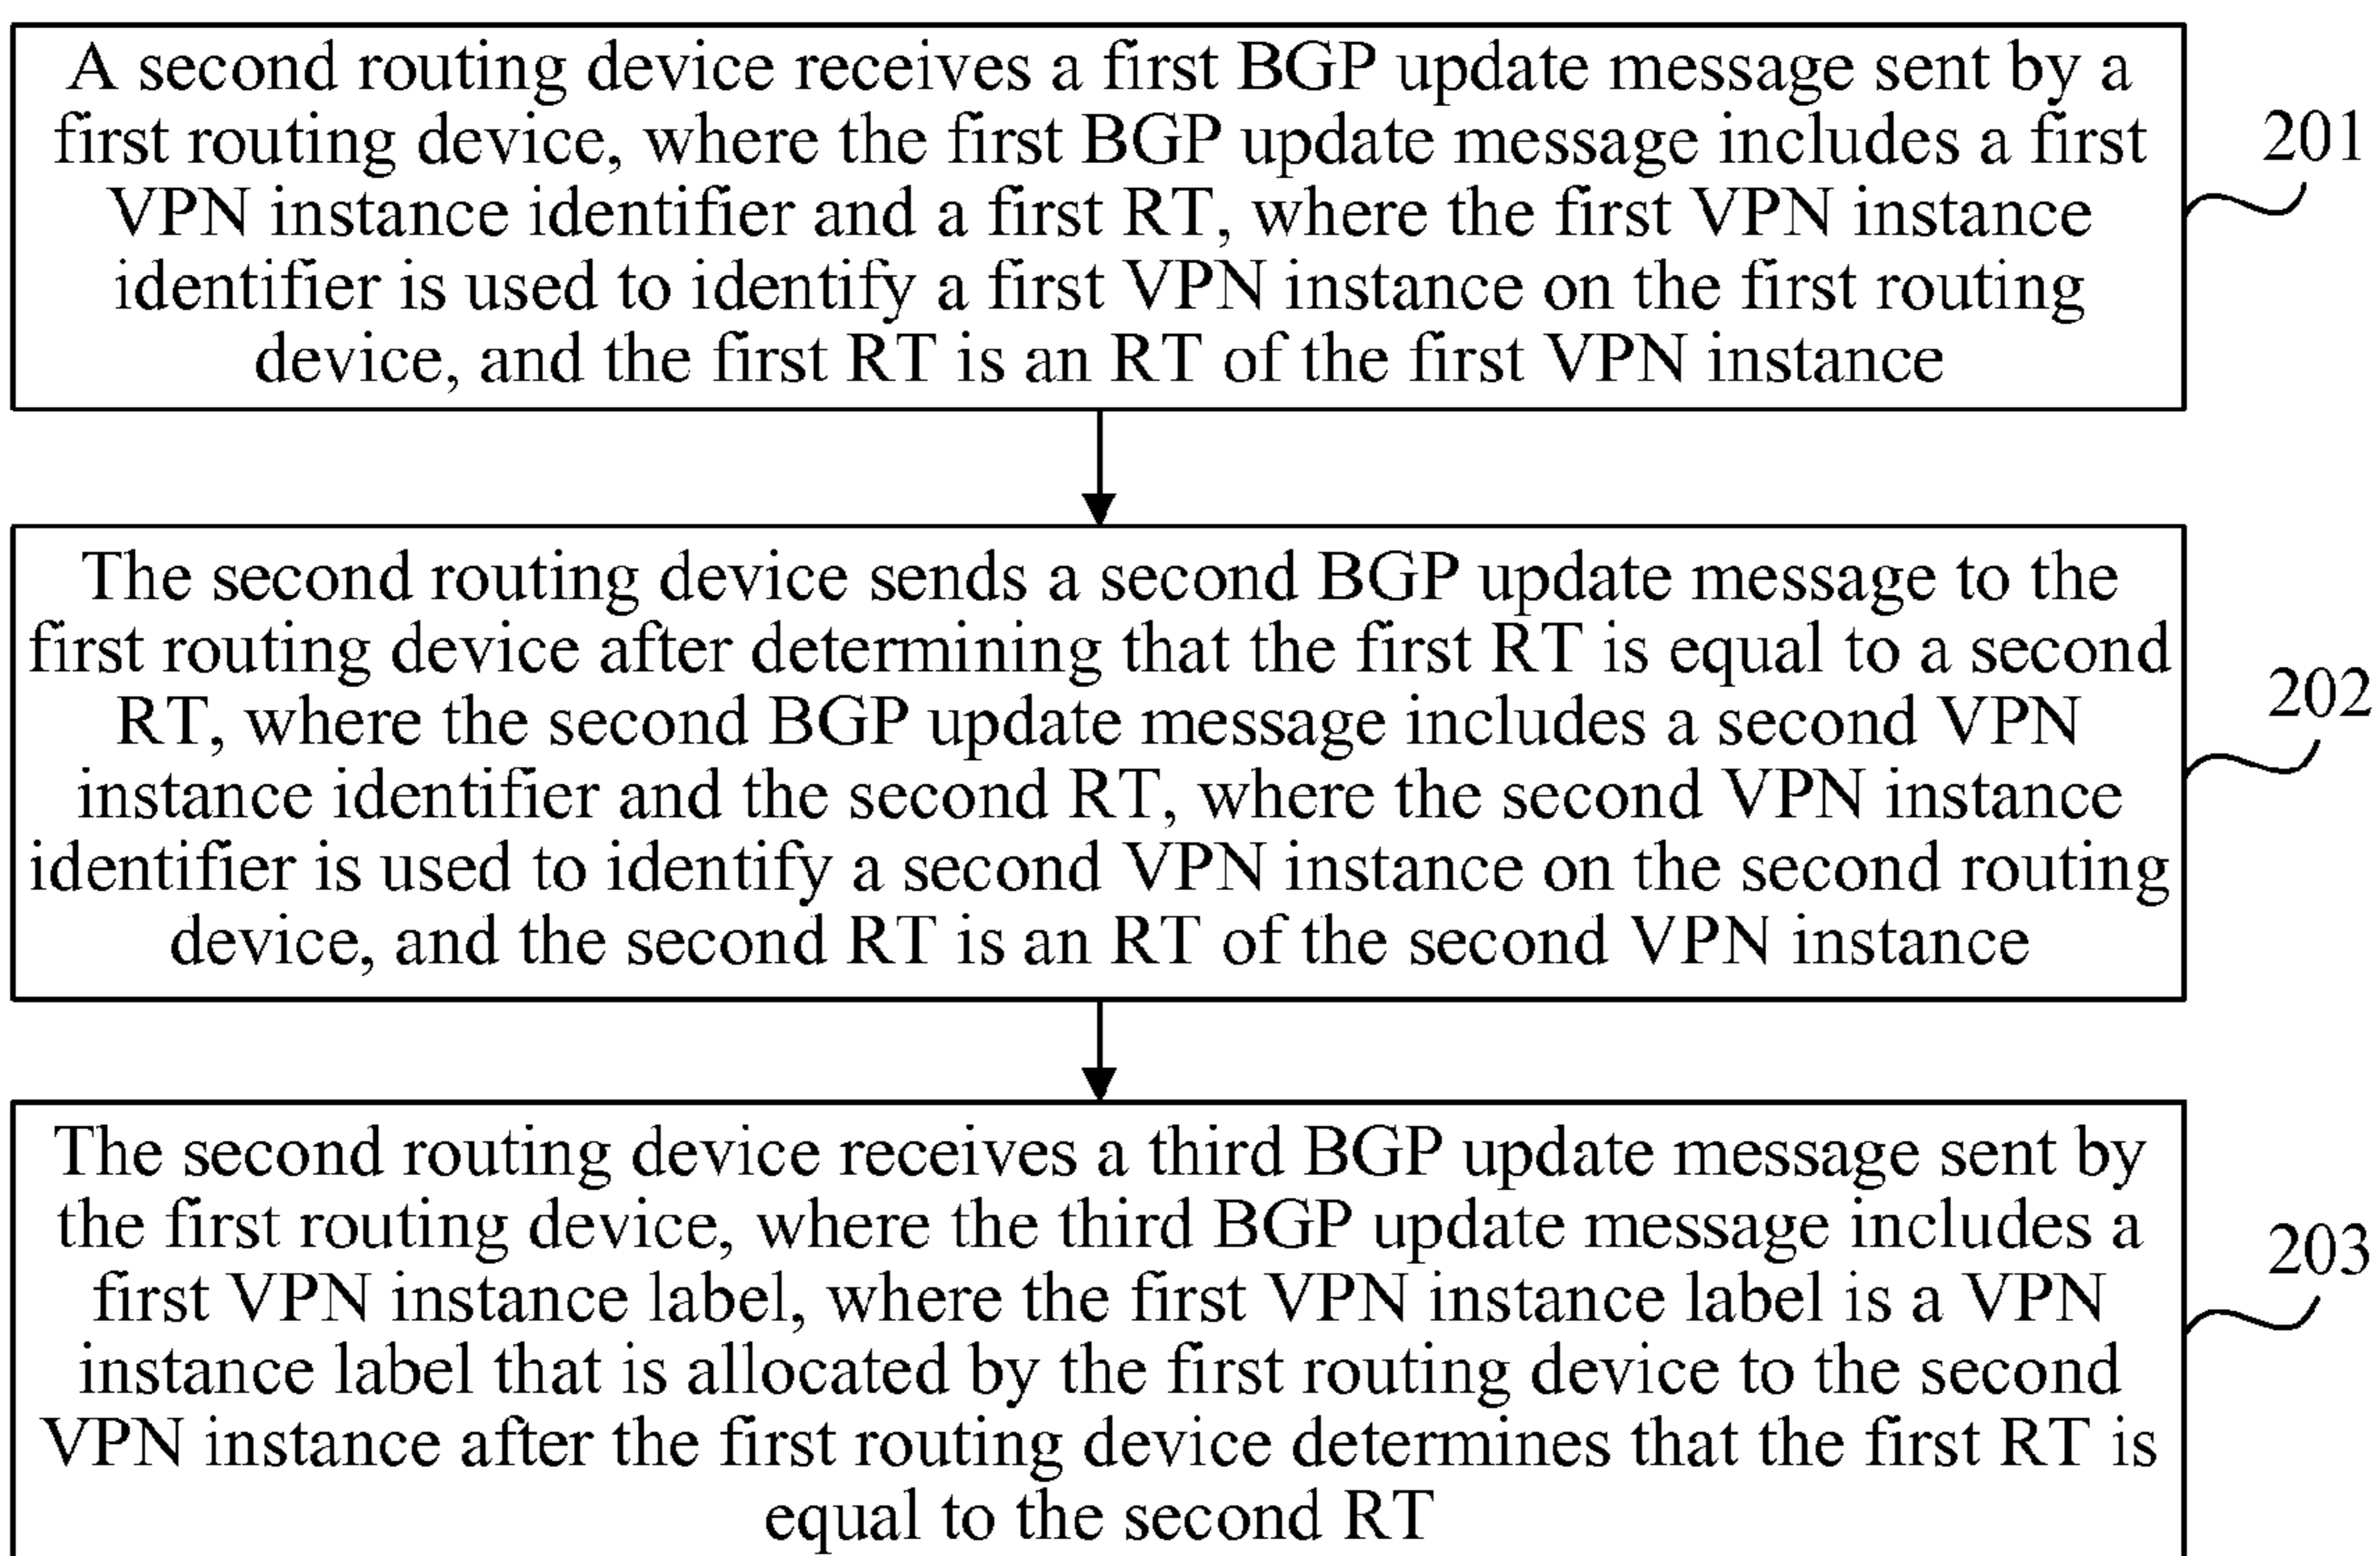 A second routing device receives a first BGP update message sent by a
first routing device, where the first BGP update message includes a first
VPN instance identifier and a first RT, where the first VPN instance
identifier is used to identify a first VPN instance on the first routing
device, and the first RT is an RT of the first VPN instance
201
The second routing device sends a second BGP update message to the
first routing device after determining that the first RT is equal to a second
RT, where the second BGP update message includes a second VPN
instance identifier and the second RT, where the second VPN instance
identifier is used to identify a second VPN instance on the second routing
device, and the second RT is an RT of the second VPN instance
202
The second routing device receives a third BGP update message sent by
the first routing device, where the third BGP update message includes a
first VPN instance label, where the first VPN instance label is a VPN
instance label that is allocated by the first routing device to the second
VPN instance after the first routing device determines that the first RT is
equal to the second RT
203